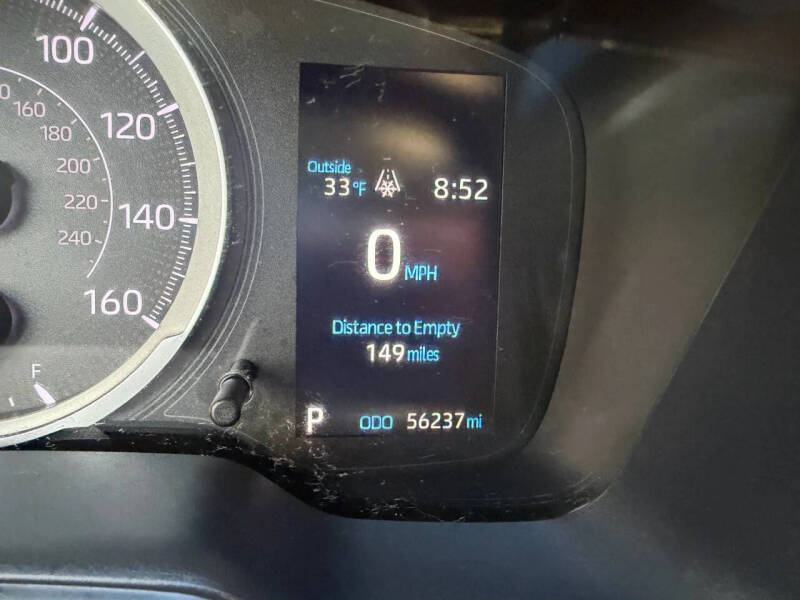 100
120
140
160
160
180
200
220
240
F
Outside
33°F 8:52
0 MPH
Distance to Empty
149 miles
P ODO 56237 mi